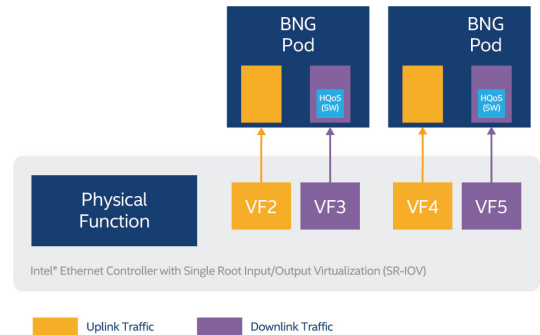 BNG
Pod
BNG
Pod
HQoS
(SW)
HQoS
(SW)
Physical
Function
VF2
VF3
VF4
VF5
Intel® Ethernet Controller with Single Root Input/Output Virtualization (SR-IOV)
Uplink Traffic
Downlink Traffic